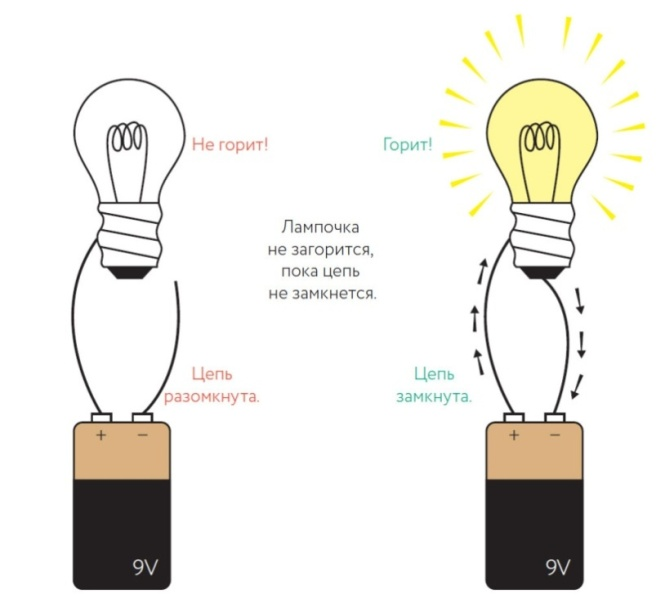 Не горит!
Горит!
Лампочка
не загорится,
пока цепь
не замкнется.
Цепь
разомкнута.
Цепь
замкнута.
+ −
+ −
9V
9V